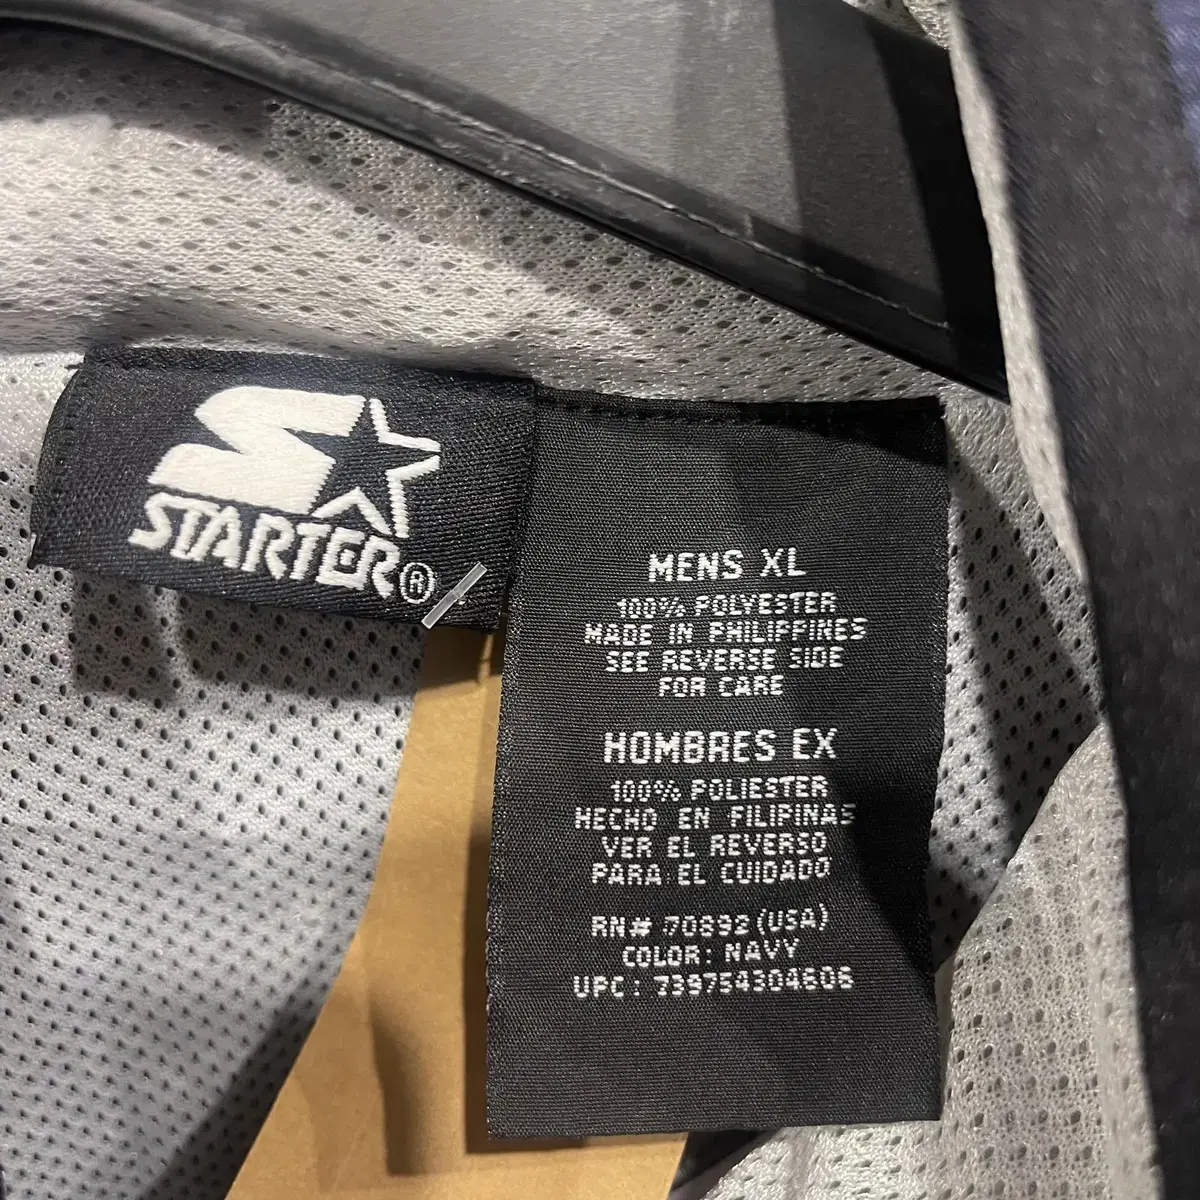 STARTER®
MENS XL
100% POLYESTER
MADE IN PHILIPPINES
SEE REVERSE SIDE
FOR CARE
HOMBRES EX
100% POLIESTER
HECHO EN FILIPINAS
VER EL REVERSO
PARA EL CUIDADO
RN# 70892 (USA)
COLOR: NAVY
UPC: 739754304606